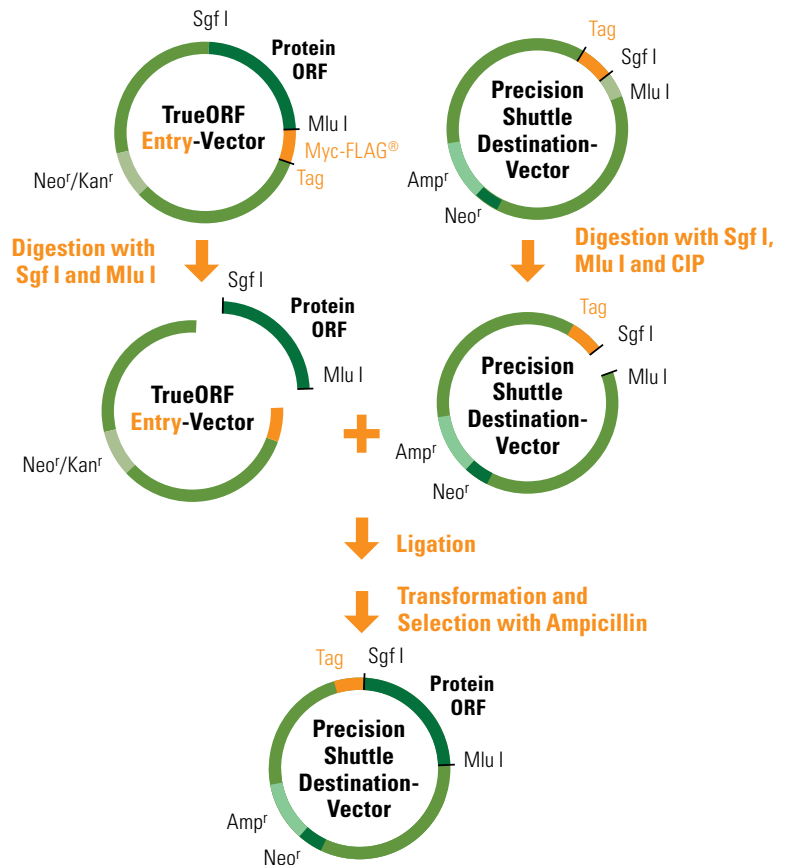 Sgf I
Protein
ORF
TrueORF
Entry-Vector
Mlu I
Myc-FLAG®
Tag
Neoʳ/Kanʳ
Tag
Sgf I
Mlu I
Precision
Shuttle
Destination-
Vector
Ampʳ
Neoʳ
Digestion with
Sgf I and Mlu I
Digestion with Sgf I,
Mlu I and CIP
Sgf I
Protein
ORF
Mlu I
TrueORF
Entry-Vector
Neoʳ/Kanʳ
+
Tag
Sgf I
Mlu I
Precision
Shuttle
Destination-
Vector
Ampʳ
Neoʳ
Ligation
Transformation and
Selection with Ampicillin
Tag
Sgf I
Protein
ORF
Precision
Shuttle
Destination-
Vector
Mlu I
Ampʳ
Neoʳ